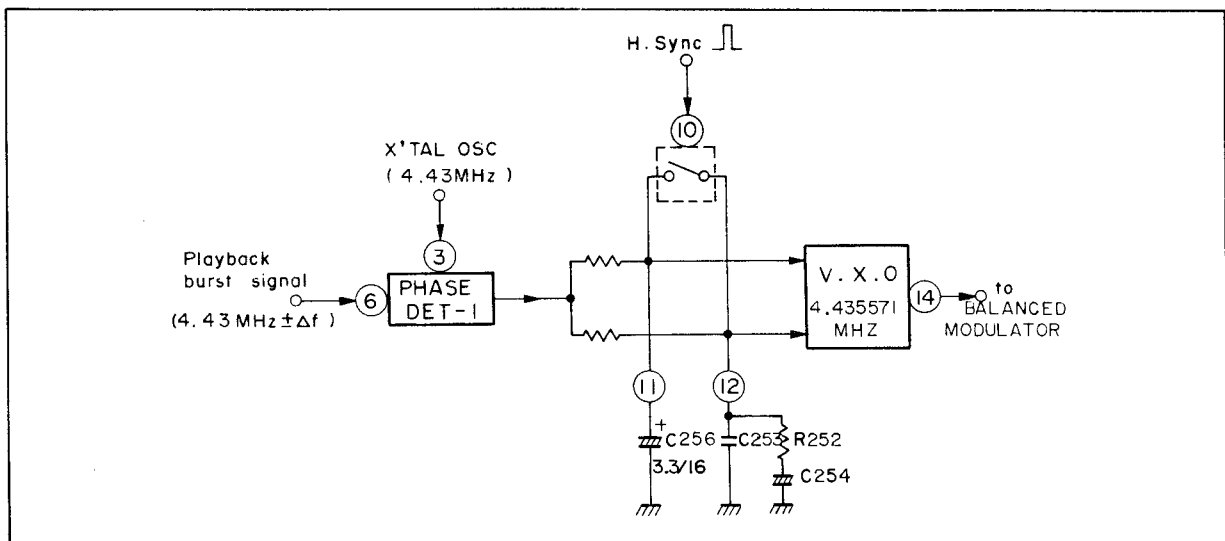 H. Sync
10
X'TAL OSC
( 4.43MHz )
3
Playback
burst signal
(4.43 MHz ± Δf)
6
PHASE
DET-1
V. X. O
4.435571
MHZ
14
to
BALANCED
MODULATOR
11
12
+
C256
3.3/16
C253
R252
C254